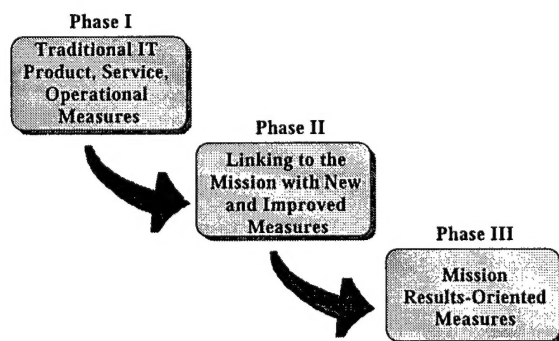 Phase I
Traditional IT
Product, Service,
Operational
Measures
Phase II
Linking to the
Mission with New
and Improved
Measures
Phase III
Mission
Results-Oriented
Measures